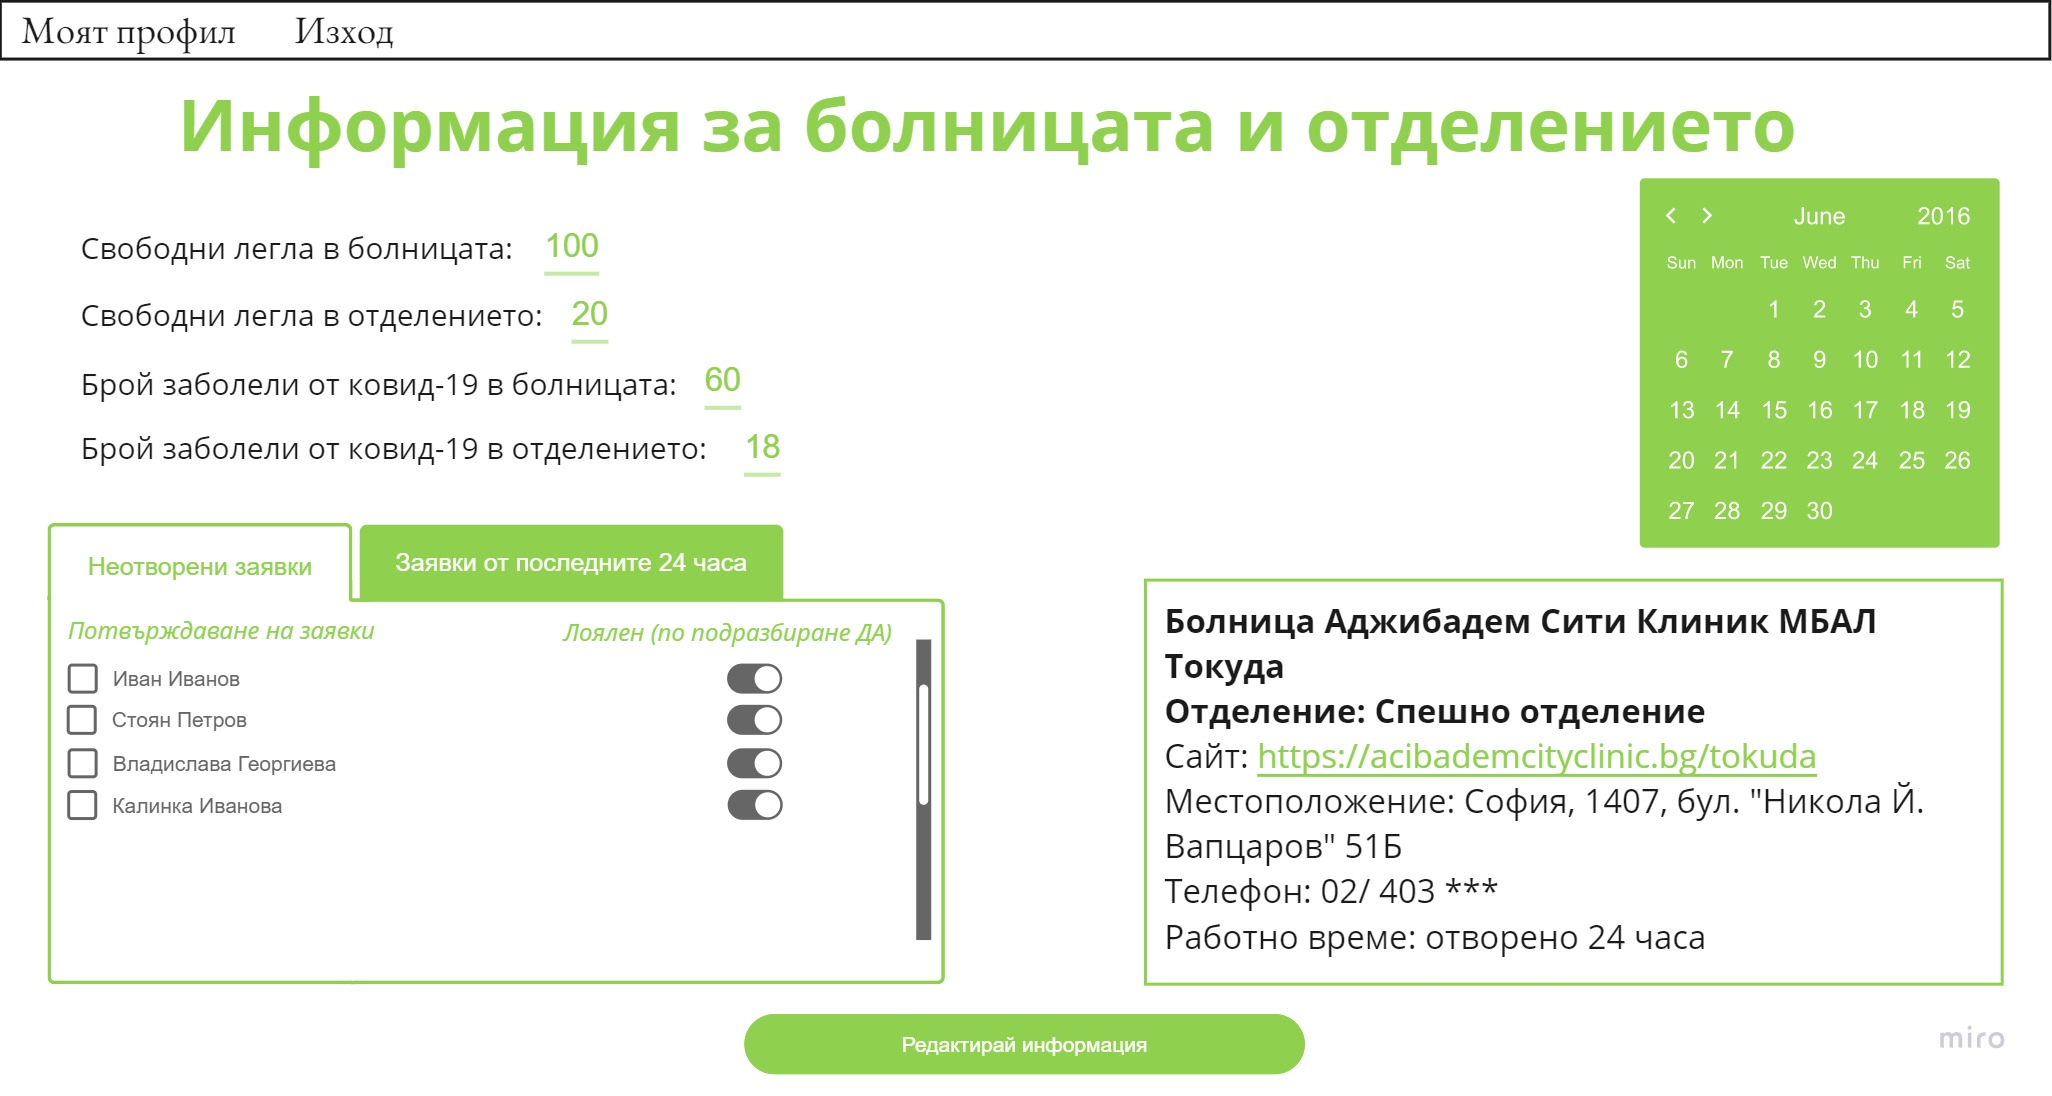 Моят профил Изход
Информация за болницата и отделението
Свободни легла в болницата: 100
Свободни легла в отделението: 20
Брой заболели от ковид-19 в болницата: 60
Брой заболели от ковид-19 в отделението: 18
June 2016
Sun Mon Tue Wed Thu Fri Sat
1 2 3 4 5
6 7 8 9 10 11 12
13 14 15 16 17 18 19
20 21 22 23 24 25 26
27 28 29 30
Неотворени заявки Заявки от последните 24 часа
Потвърждаване на заявки Лоялен (по подразбиране ДА)
Иван Иванов
Стоян Петров
Владислава Георгиева
Калинка Иванова
Болница Аджибадем Сити Клиник МБАЛ
Токуда
Отделение: Спешно отделение
Сайт: https://acibademcityclinic.bg/tokuda
Местоположение: София, 1407, бул. "Никола Й.
Вапцаров" 51Б
Телефон: 02/ 403 ***
Работно време: отворено 24 часа
Редактирай информация
miro